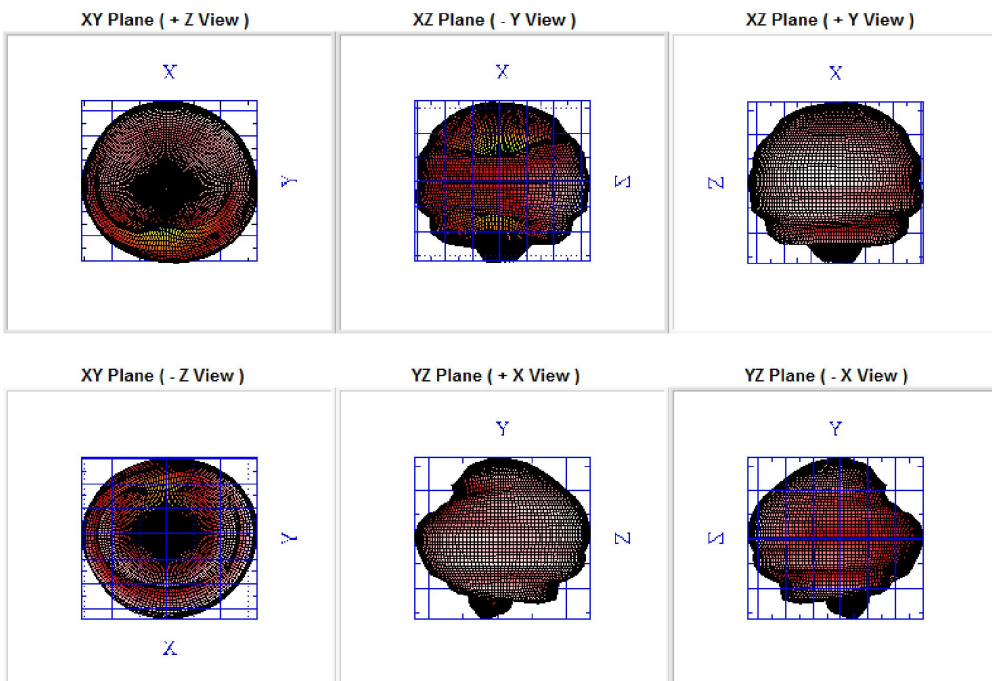 XY Plane ( + Z View )
XZ Plane ( - Y View )
XZ Plane ( + Y View )
X
X
X
Y
Z
Z
XY Plane ( - Z View )
YZ Plane ( + X View )
YZ Plane ( - X View )
Y
Y
Y
Z
Z
X